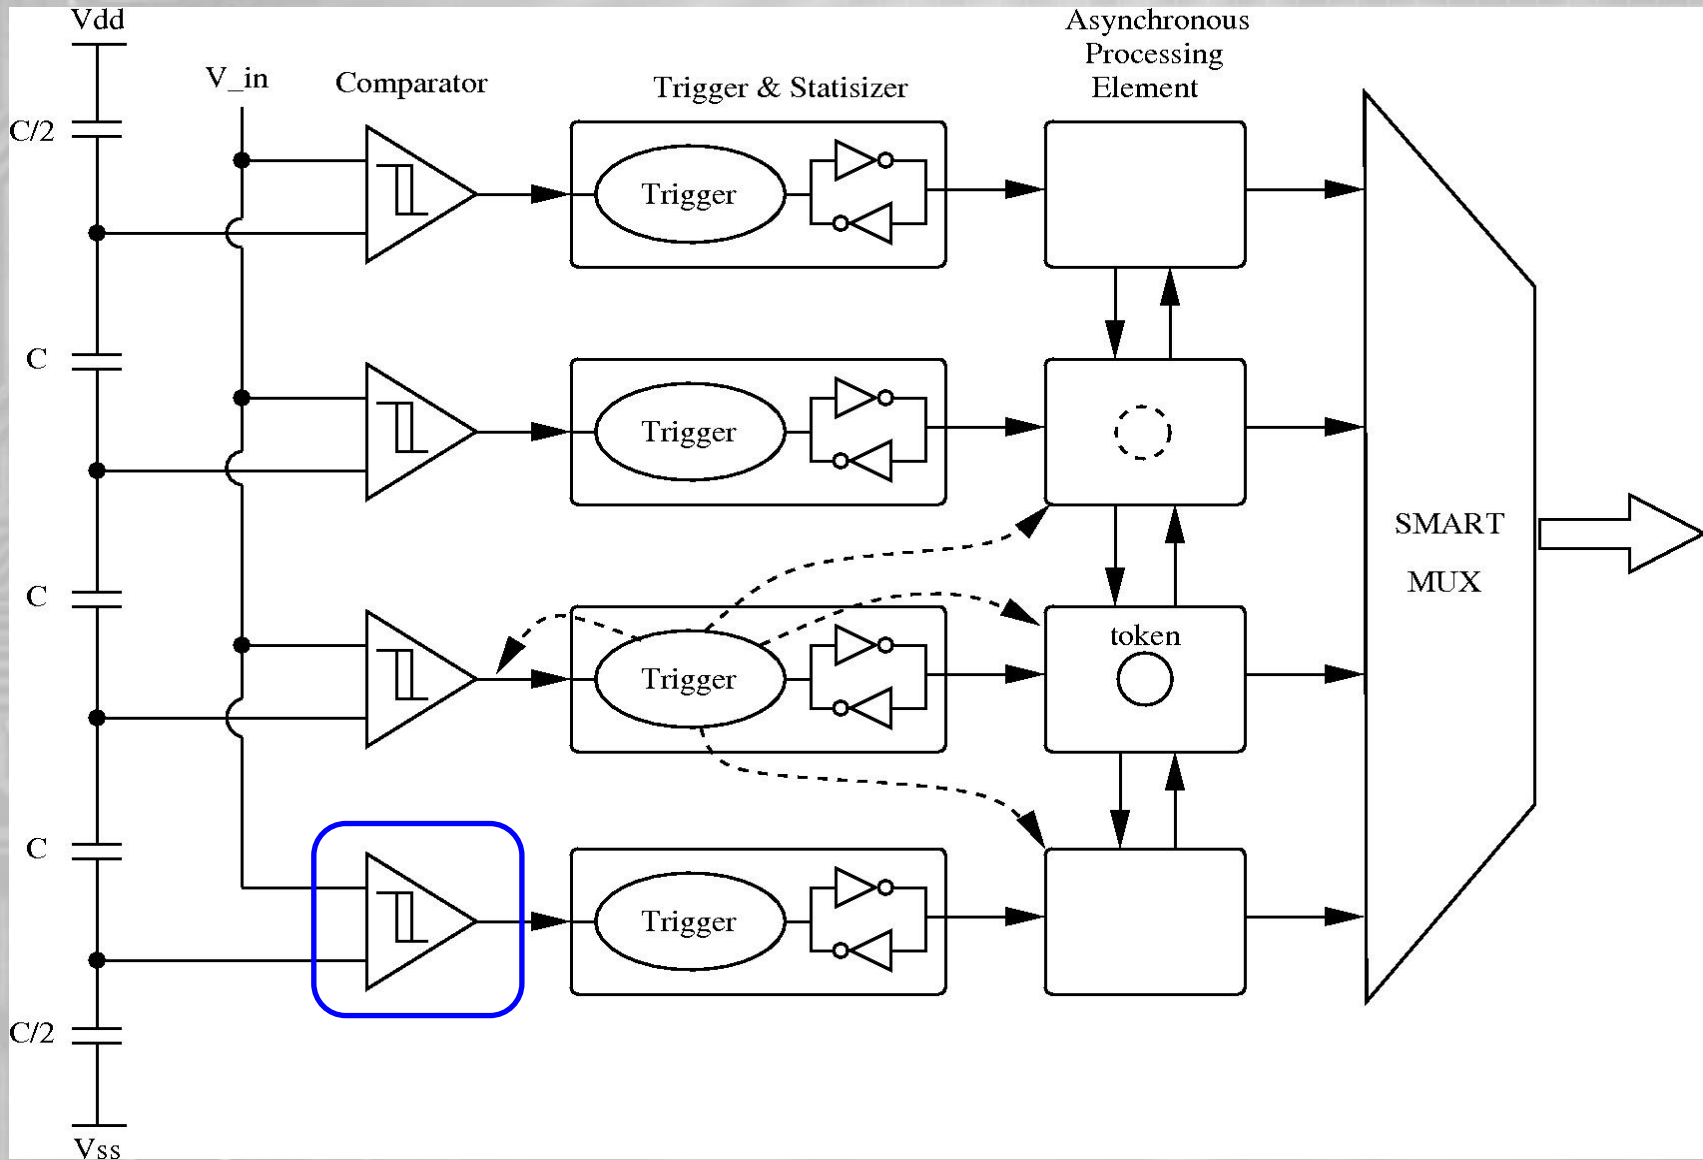 Vdd
V_in
Comparator
Trigger & Statisizer
Asynchronous
Processing
Element
C/2
Trigger
C
Trigger
C
SMART
MUX
token
Trigger
C
Trigger
C/2
Vss